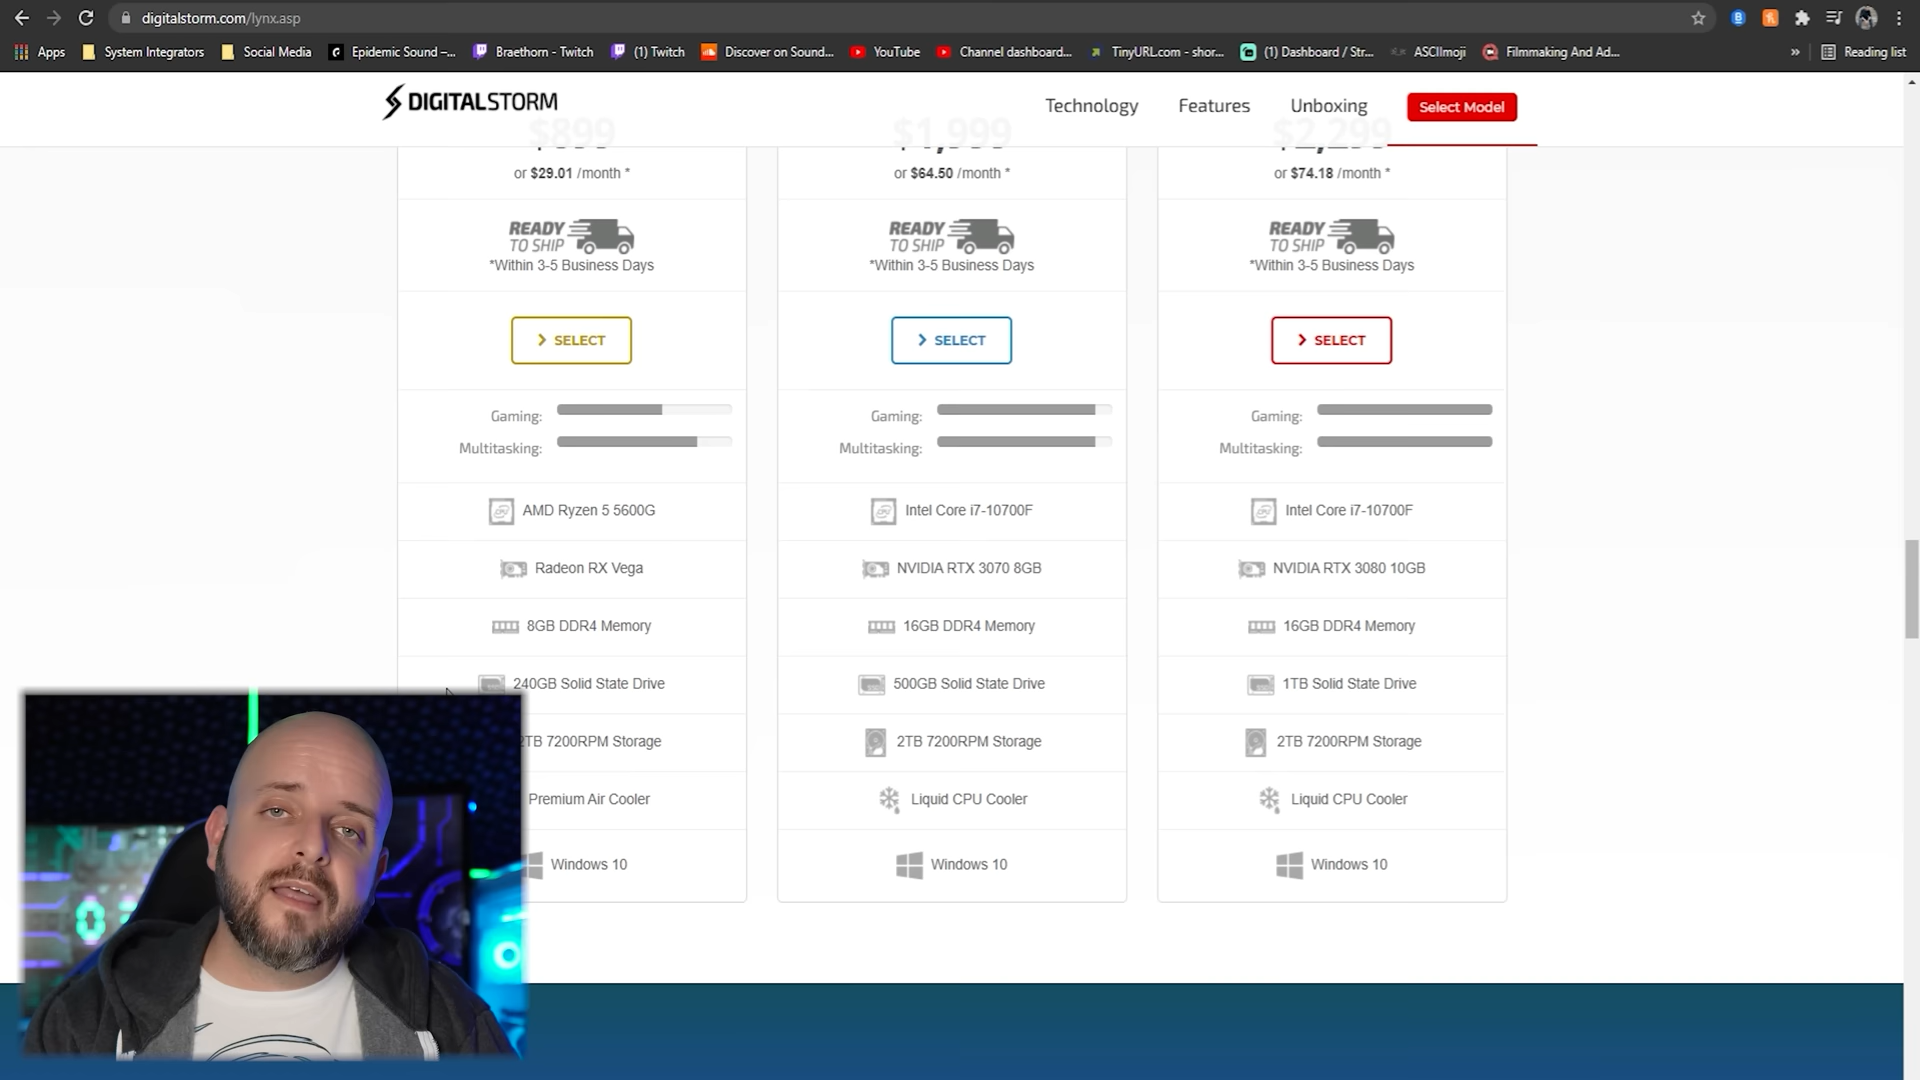 digitalstorm.com/lynx.asp
Apps System Integrators Social Media Epidemic Sound –... Braethorn - Twitch (1) Twitch Discover on Sound... YouTube Channel dashboard... TinyURL.com - shor... (1) Dashboard / Str... ASCIImoji Filmmaking And Ad... » Reading list
DIGITALSTORM Technology Features Unboxing Select Model
$899 $1,999 $2,299
or $29.01 /month * or $64.50 /month * or $74.18 /month *
READY TO SHIP READY TO SHIP READY TO SHIP
*Within 3-5 Business Days *Within 3-5 Business Days *Within 3-5 Business Days
SELECT SELECT SELECT
Gaming: Gaming: Gaming:
Multitasking: Multitasking: Multitasking:
AMD Ryzen 5 5600G Intel Core i7-10700F Intel Core i7-10700F
Radeon RX Vega NVIDIA RTX 3070 8GB NVIDIA RTX 3080 10GB
8GB DDR4 Memory 16GB DDR4 Memory 16GB DDR4 Memory
240GB Solid State Drive 500GB Solid State Drive 1TB Solid State Drive
2TB 7200RPM Storage 2TB 7200RPM Storage 2TB 7200RPM Storage
Premium Air Cooler Liquid CPU Cooler Liquid CPU Cooler
Windows 10 Windows 10 Windows 10